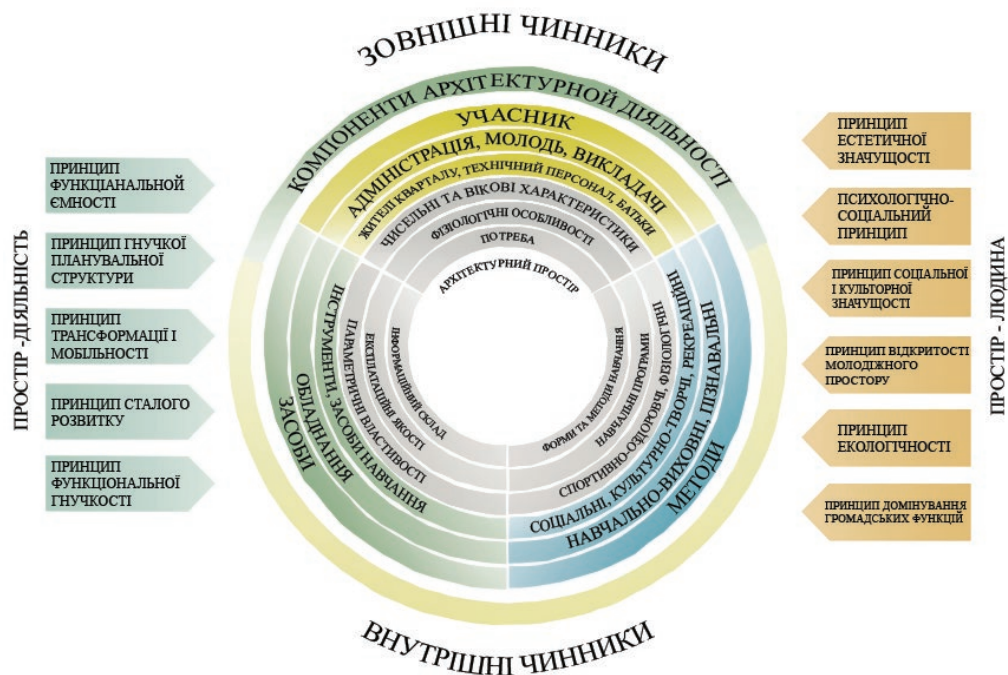 ЗОВНІШНІ ЧИННИКИ
КОМПОНЕНТИ АРХІТЕКТУРНОЙ ДІЯЛЬНОСТІ
УЧАСНИК
АДМІНІСТРАЦІЯ, МОЛОДЬ, ВИКЛАДАЧІ
ЖИТЕЛІ КВАРТАЛУ, ТЕХНІЧНИЙ ПЕРСОНАЛ, БАТЬКИ
ЧИСЕЛЬНІ ТА ВІКОВІ ХАРАКТЕРИСТИКИ
ФІЗІОЛОГІЧНІ ОСОБЛИВОСТІ
ПОТРЕБА
АРХІТЕКТУРНИЙ ПРОСТІР
ПРОСТІР -ДІЯЛЬНІСТЬ
ПРИНЦИП
ФУНКЦІАНАЛЬНОЙ
ЄМНОСТІ
ПРИНЦИП ГНУЧКОЇ
ПЛАНУВАЛЬНОЇ
СТРУКТУРИ
ПРИНЦИП
ТРАНСФОРМАЦІЇ І
МОБІЛЬНОСТІ
ПРИНЦИП СТАЛОГО
РОЗВИТКУ
ПРИНЦИП
ФУНКЦІОНАЛЬНОЇ
ГНУЧКОСТІ
ЗАСОБИ
ОБЛАДНАННЯ
ІНСТРУМЕНТИ, ЗАСОБИ НАВЧАННЯ
ПАРАМЕТРИЧНІ ВЛАСТИВОСТІ
ЕКСПЛАТАЦІЙНІ ЯКОСТІ
ІНФОРМАЦІЙНИЙ СКЛАД
ФОРМИ ТА МЕТОДИ НАВЧАННЯ
НАВЧАЛЬНІ ПРОГРАМИ
СПОРТИВНО-ОЗДОРОВЧІ, ФІЗІОЛОГІЧНІ
СОЦІАЛЬНІ, КУЛЬТУРНО-ТВОРЧІ, РЕКРЕАЦІЙНІ
НАВЧАЛЬНО-ВИХОВНІ, ПІЗНАВАЛЬНІ
МЕТОДИ
ПРИНЦИП
ЕСТЕТИЧНОЇ
ЗНАЧУЩОСТІ
ПСИХОЛОГІЧНО-
СОЦІАЛЬНИЙ
ПРИНЦИП
ПРИНЦИП СОЦІАЛЬНОЇ
І КУЛЬТОРНОЇ
ЗНАЧУЩОСТІ
ПРИНЦИП ВІДКРИТОСТІ
МОЛОДІЖНОГО
ПРОСТОРУ
ПРИНЦИП
ЕКОЛОГІЧНОСТІ
ПРИНЦИП ДОМІНУВАННЯ
ГРОМАДСЬКИХ ФУНКЦІЙ
ПРОСТІР - ЛЮДИНА
ВНУТРІШНІ ЧИННИКИ